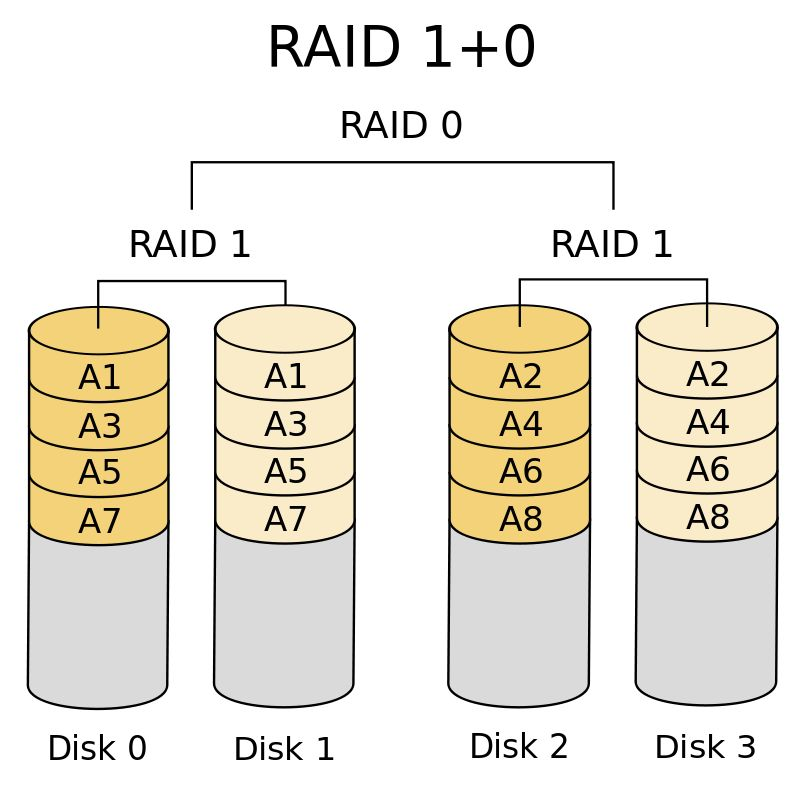 RAID 1+0
RAID 0
RAID 1
RAID 1
A1
A3
A5
A7
A1
A3
A5
A7
A2
A4
A6
A8
A2
A4
A6
A8
Disk 0
Disk 1
Disk 2
Disk 3